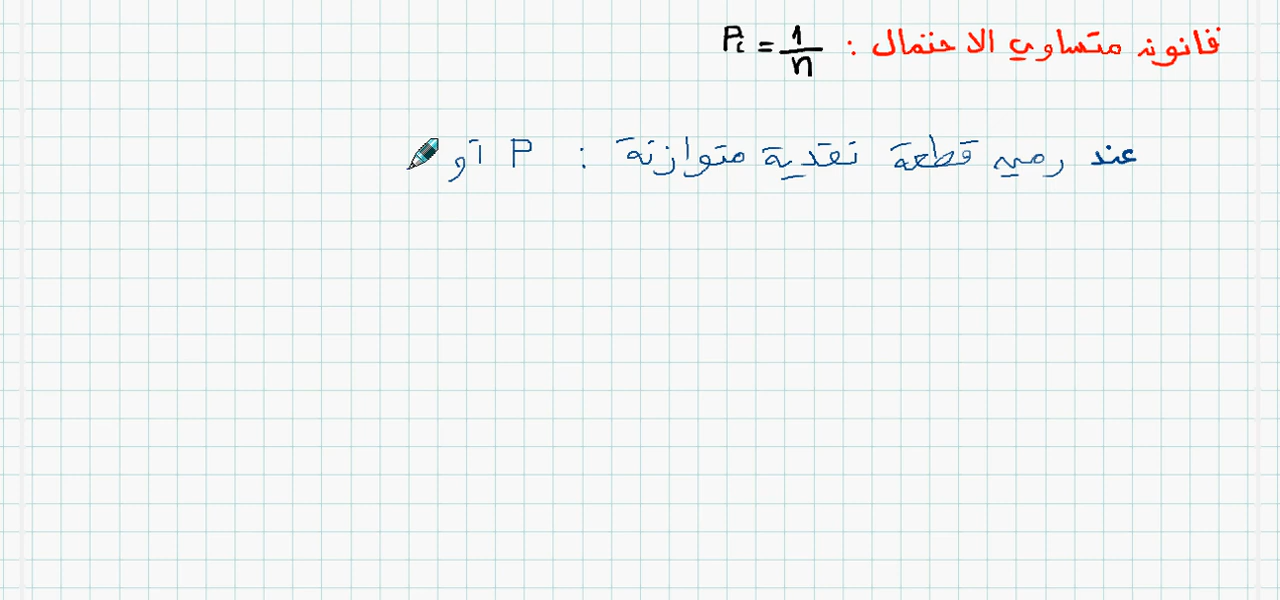 قانون متساوي الاحتمال : Pᵢ = 1/n
عند رمي قطعة نقدية متوازنة : P أو